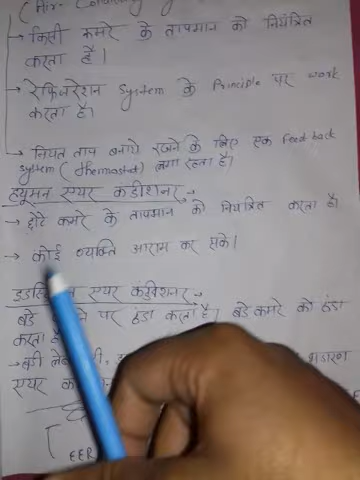 (Air-
→ किसी कमरे के तापमान को नियंत्रित
करता है।
→ रेफ्रिजरेशन System के Principle पर work
करता है।
→ नियत ताप बनाये रखने के लिए एक Feed back
System (thermostat) लगा रहता है।
ह्यूमन एयर कंडीशनर →
→ छोटे कमरे के तापमान को नियंत्रित करता है।
→ कोई व्यक्ति आराम कर सके।
एयर कंडिशनर →
बडे पर ठंडा करता है। बडे कमरे को ठंडा
करता है
→ बडी
एयर
EER